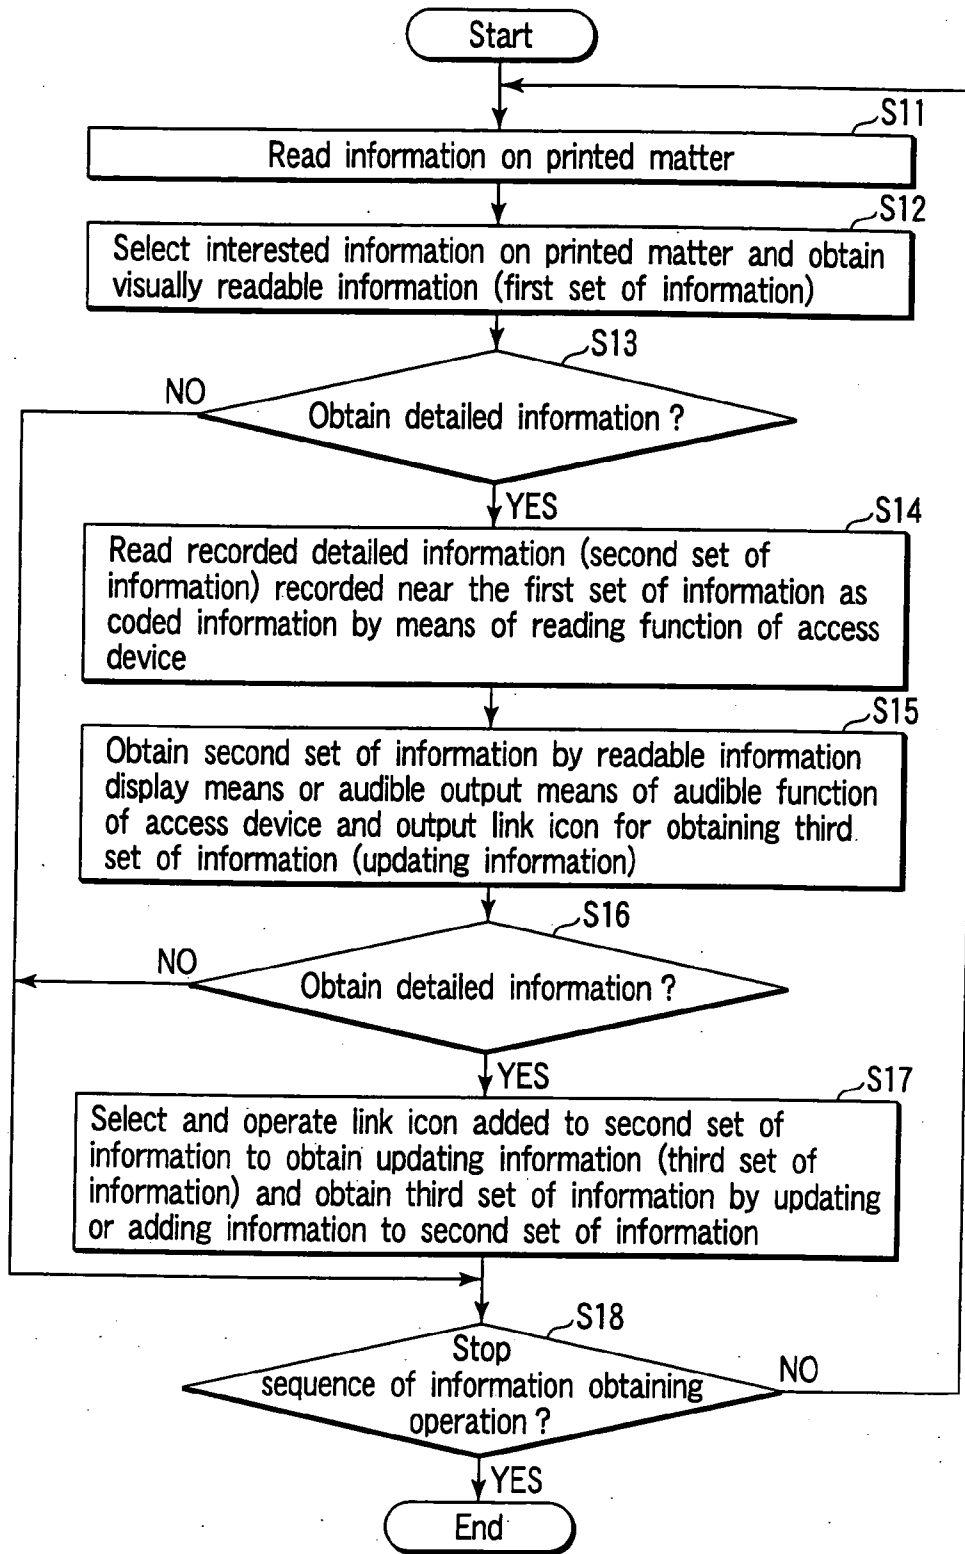 Start
S11
Read information on printed matter
S12
Select interested information on printed matter and obtain
visually readable information (first set of information)
S13
NO
Obtain detailed information ?
YES
S14
Read recorded detailed information (second set of
information) recorded near the first set of information as
coded information by means of reading function of access
device
S15
Obtain second set of information by readable information
display means or audible output means of audible function
of access device and output link icon for obtaining third
set of information (updating information)
S16
NO
Obtain detailed information ?
YES
S17
Select and operate link icon added to second set of
information to obtain updating information (third set of
information) and obtain third set of information by updating
or adding information to second set of information
S18
Stop
sequence of information obtaining
operation ?
NO
YES
End